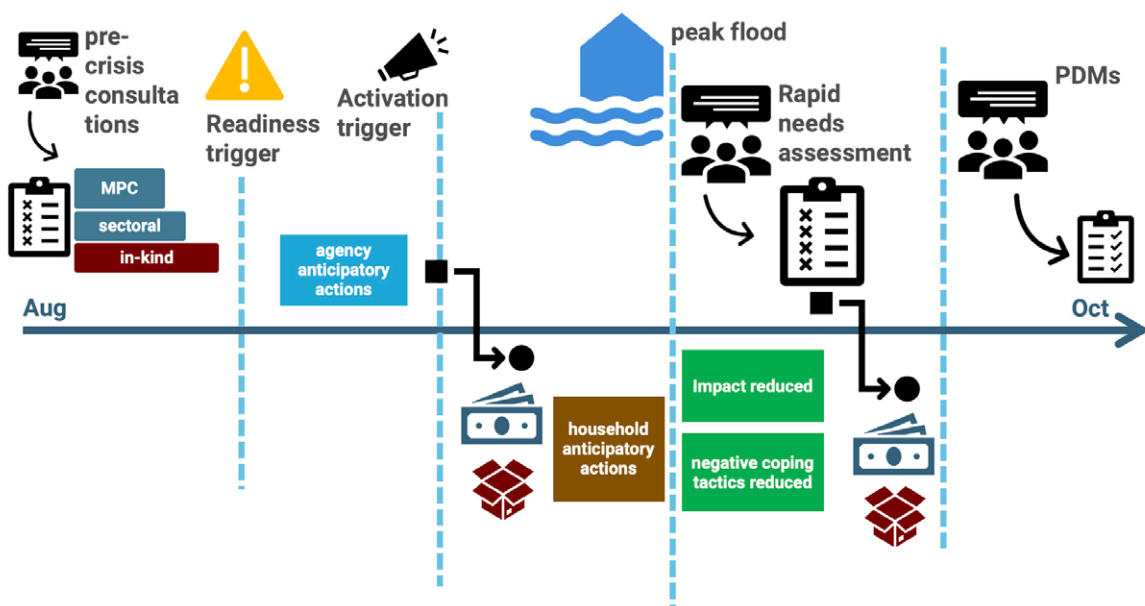 pre-
crisis
consulta
tions
MPC
sectoral
in-kind
Readiness
trigger
Activation
trigger
agency
anticipatory
actions
peak flood
Rapid
needs
assessment
PDMs
Aug
Oct
household
anticipatory
actions
Impact reduced
negative coping
tactics reduced